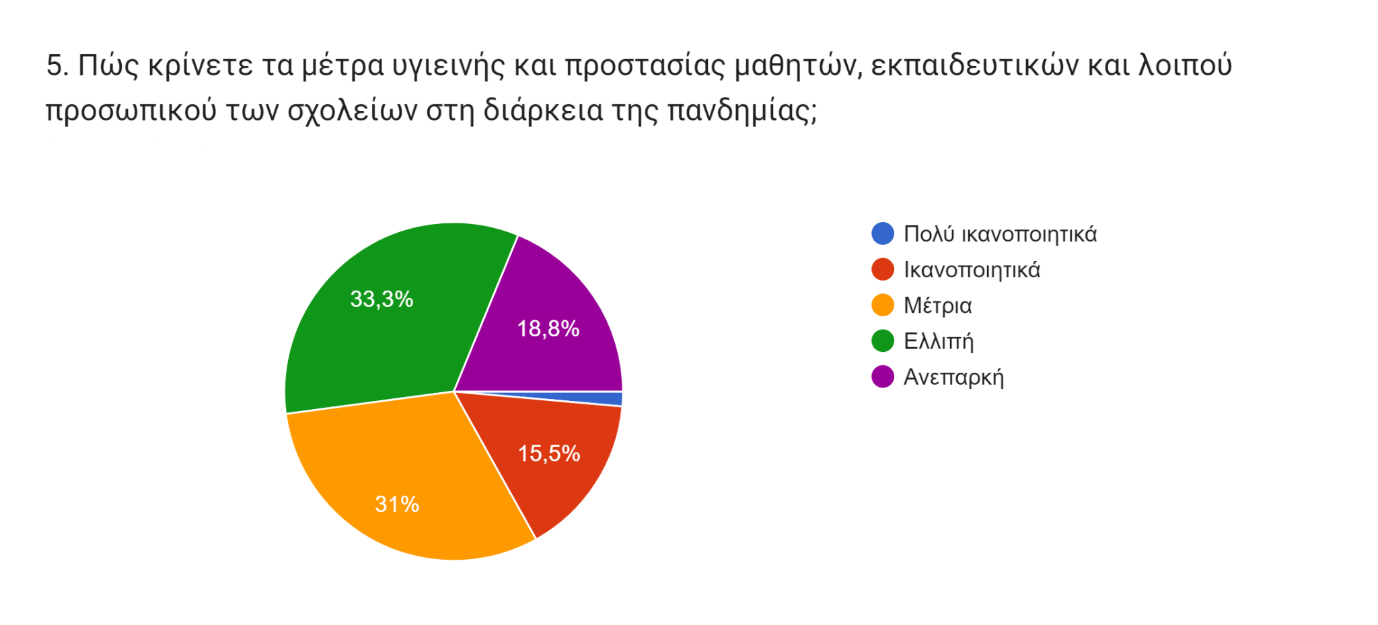 5. Πώς κρίνετε τα μέτρα υγιεινής και προστασίας μαθητών, εκπαιδευτικών και λοιπού
προσωπικού των σχολείων στη διάρκεια της πανδημίας;
Πολύ ικανοποιητικά
Ικανοποιητικά
Μέτρια
Ελλιπή
Ανεπαρκή
33,3%
18,8%
15,5%
31%